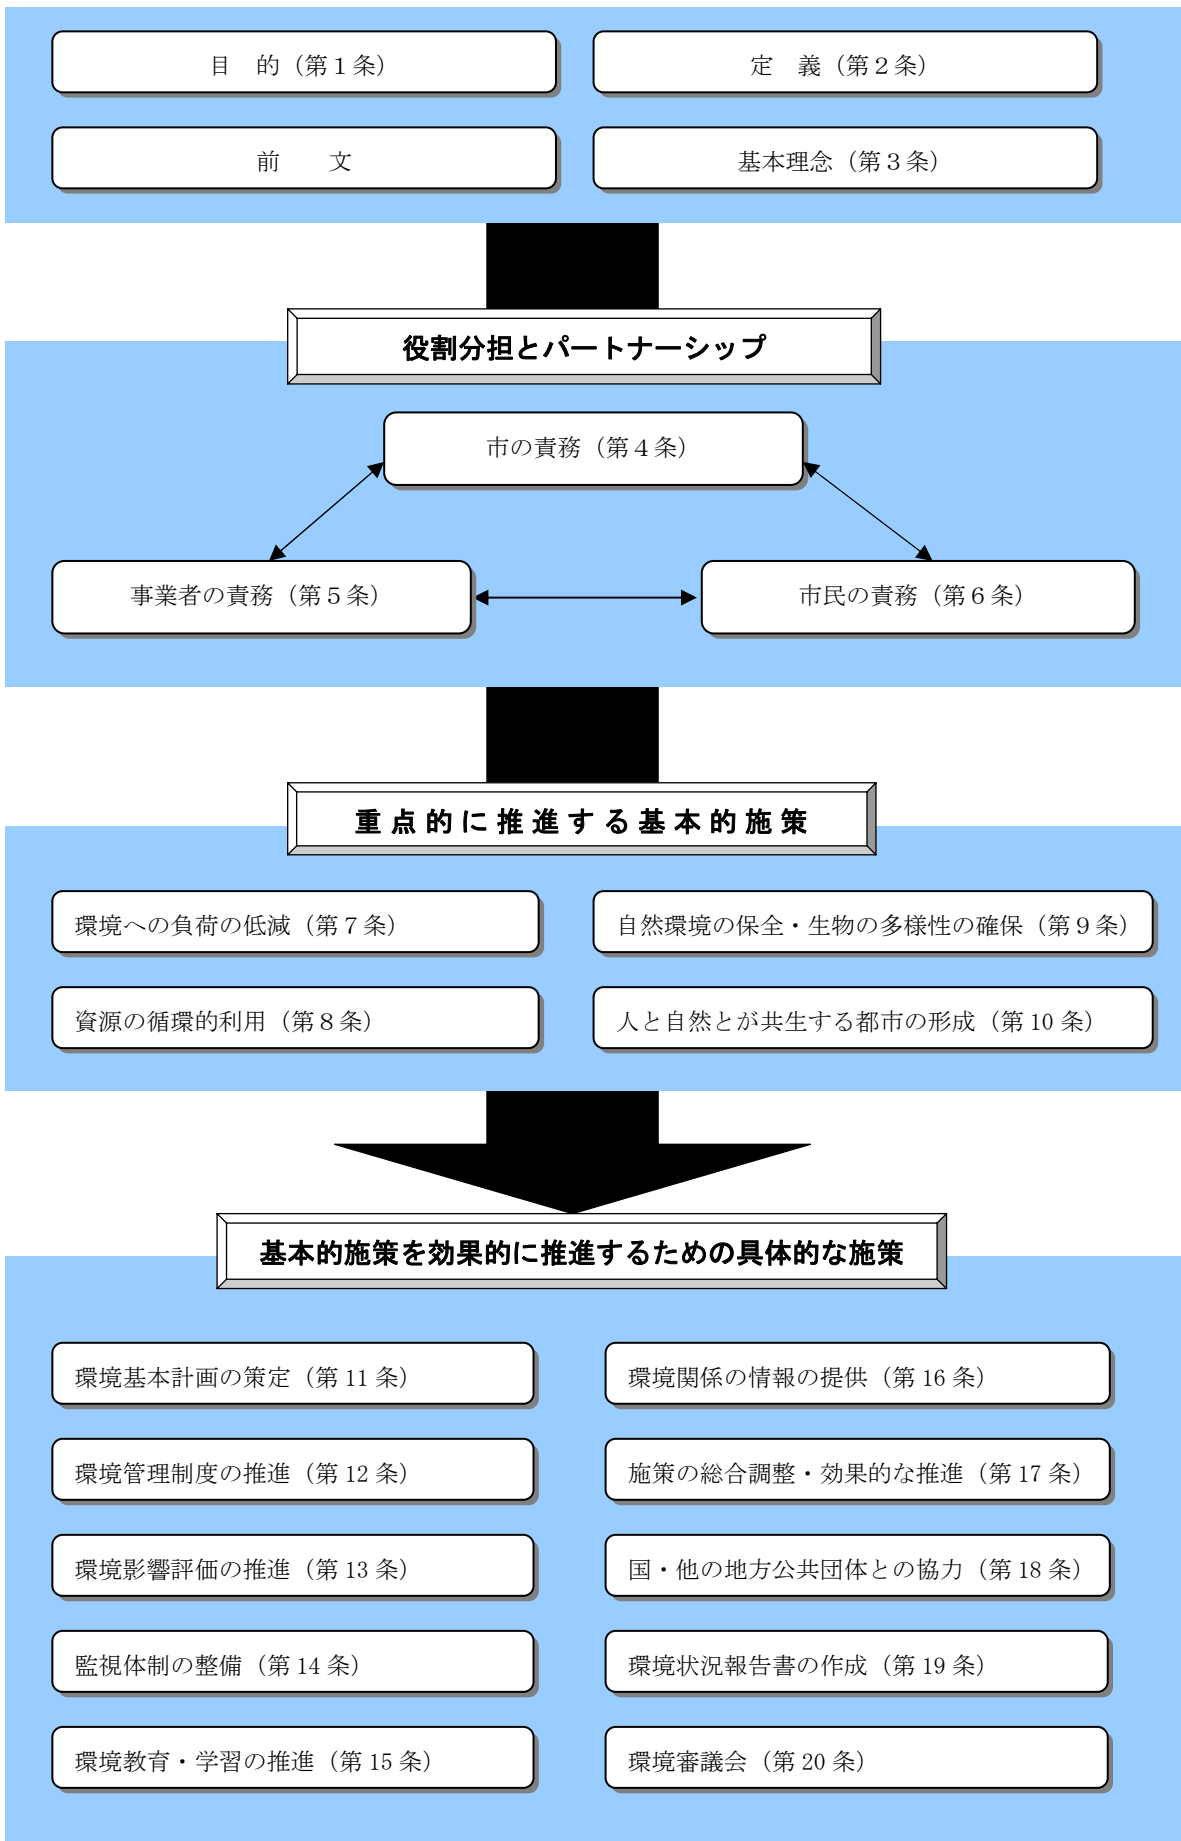 目　的（第１条）
定　義（第２条）
前　　文
基本理念（第３条）
役割分担とパートナーシップ
市の責務（第４条）
事業者の責務（第５条）
市民の責務（第６条）
重点的に推進する基本的施策
環境への負荷の低減（第７条）
自然環境の保全・生物の多様性の確保（第９条）
資源の循環的利用（第８条）
人と自然とが共生する都市の形成（第 10 条）
基本的施策を効果的に推進するための具体的な施策
環境基本計画の策定（第 11 条）
環境関係の情報の提供（第 16 条）
環境管理制度の推進（第 12 条）
施策の総合調整・効果的な推進（第 17 条）
環境影響評価の推進（第 13 条）
国・他の地方公共団体との協力（第 18 条）
監視体制の整備（第 14 条）
環境状況報告書の作成（第 19 条）
環境教育・学習の推進（第 15 条）
環境審議会（第 20 条）